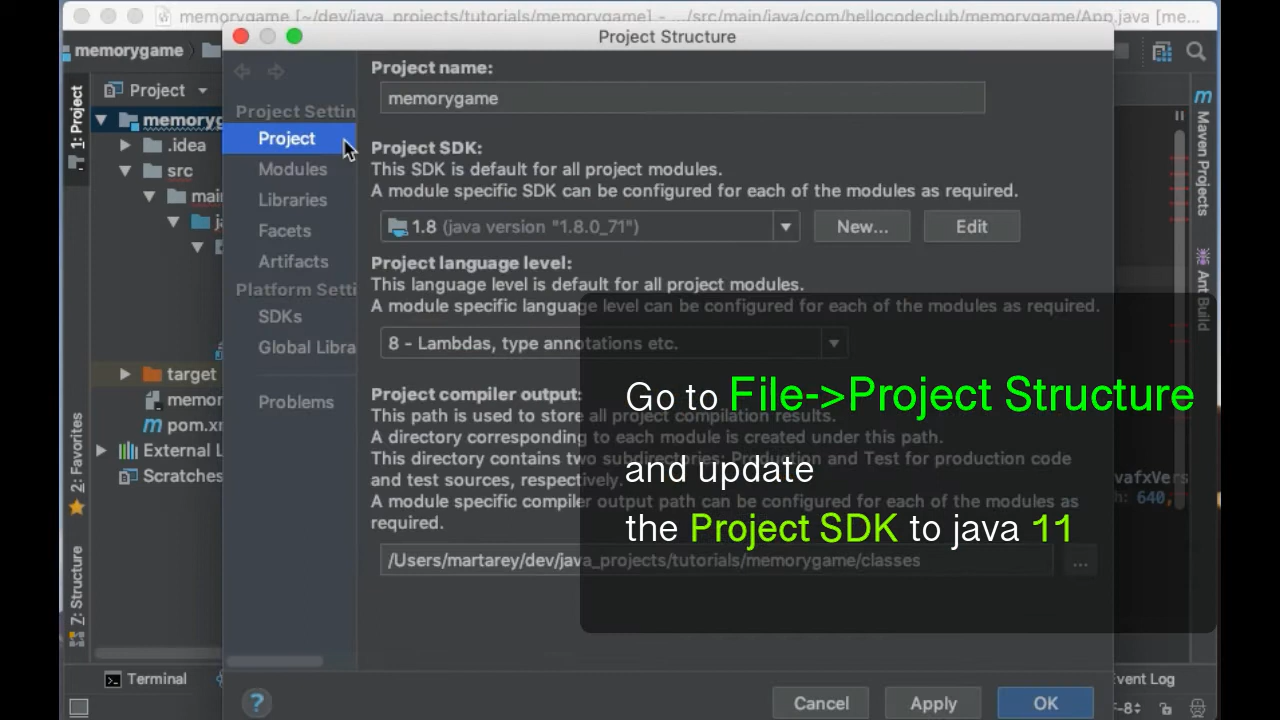 memorygame [~/dev/java_projects/tutorials/memorygame] - .../src/main/java/com/hellocodeclub/memorygame/App.java [me...
Project Structure
memorygame
1: Project
Project
memoryg
.idea
src
main
target
pom.x
External L
Scratches
2: Favorites
Z: Structure
Terminal
Project Settin
Project
Modules
Libraries
Facets
Artifacts
Platform Setti
SDKs
Global Libra
Problems
?
Project name:
memorygame
Project SDK:
This SDK is default for all project modules.
A module specific SDK can be configured for each of the modules as required.
1.8 (java version "1.8.0_71")
New...
Edit
Project language level:
This language level is default for all project modules.
A module specific language level can be configured for each of the modules as required.
8 - Lambdas, type annotations etc.
Project compiler output:
This path is used to store all project compilation results.
A directory corresponding to each module is created under this path.
This directory contains two subdirectories: Production and Test for production code
and test sources, respectively.
A module specific compiler output path can be configured for each of the modules as
required.
/Users/martarey/dev/java_projects/tutorials/memorygame/classes
...
Cancel
Apply
OK
Go to File->Project Structure
and update
the Project SDK to java 11
Maven Projects
Ant Build
avafxVers
640,
vent Log
F-8